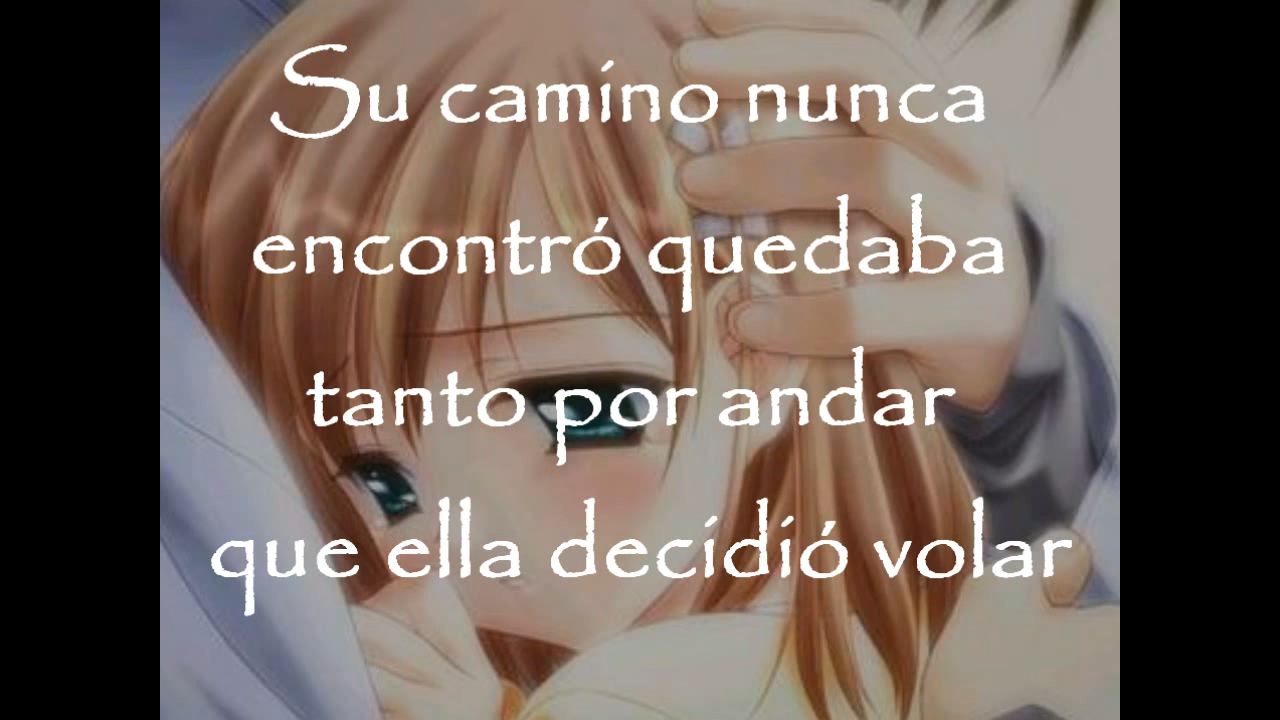 Su camino nunca
encontró quedaba
tanto por andar
que ella decidió volar